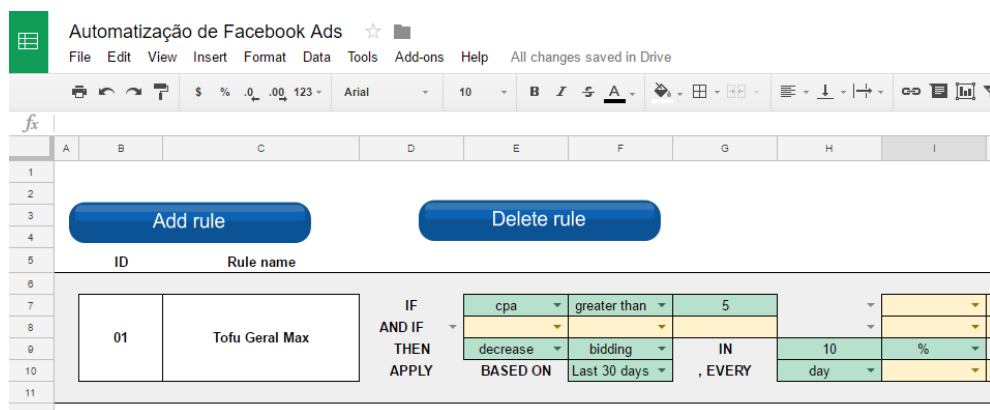 Automatização de Facebook Ads
File Edit View Insert Format Data Tools Add-ons Help All changes saved in Drive
$ % .0 .00 123 Arial 10 B I S A
fx
A B C D E F G H I
1
2
3 Add rule Delete rule
4
5 ID Rule name
6
7 IF cpa greater than 5
8 01 Tofu Geral Max AND IF
9 THEN decrease bidding IN 10 %
10 APPLY BASED ON Last 30 days , EVERY day
11